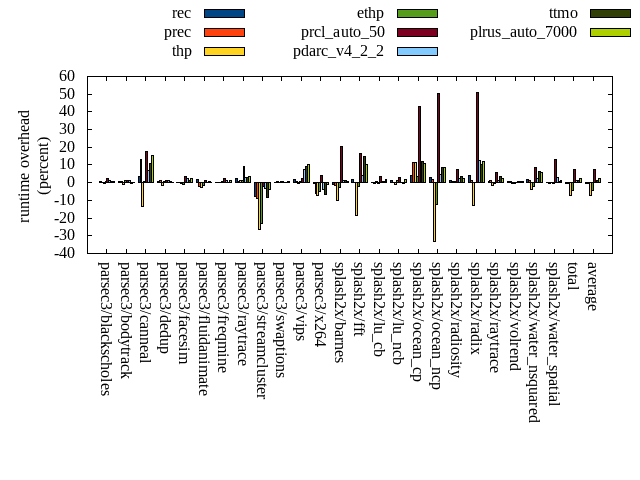 rec ethp ttmo
prec prcl_auto_50 plrus_auto_7000
thp pdarc_v4_2_2
runtime overhead
(percent)
60
50
40
30
20
10
0
-10
-20
-30
-40
parsec3/blackscholes
parsec3/bodytrack
parsec3/canneal
parsec3/dedup
parsec3/facesim
parsec3/fluidanimate
parsec3/freqmine
parsec3/raytrace
parsec3/streamcluster
parsec3/swaptions
parsec3/vips
parsec3/x264
splash2x/barnes
splash2x/fft
splash2x/lu_cb
splash2x/lu_ncb
splash2x/ocean_cp
splash2x/ocean_ncp
splash2x/radiosity
splash2x/radix
splash2x/raytrace
splash2x/volrend
splash2x/water_nsquared
splash2x/water_spatial
total
average